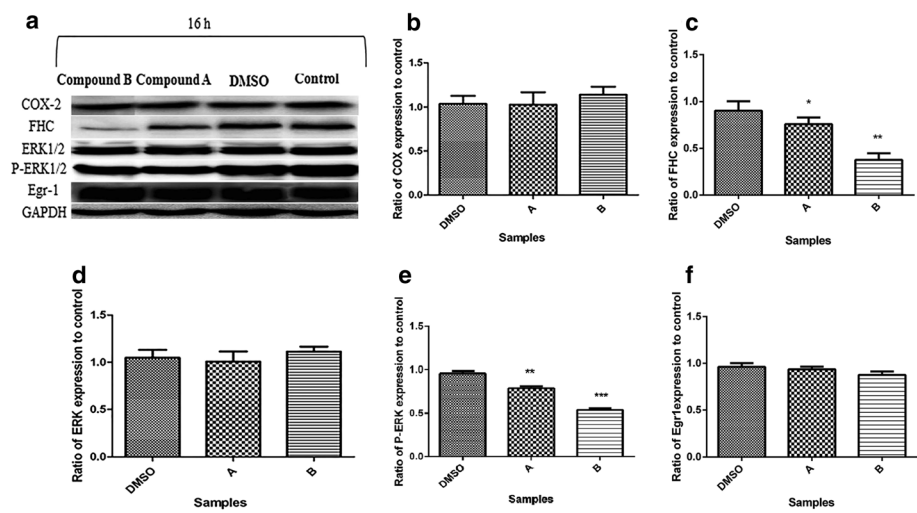 a
16 h
Compound B Compound A DMSO Control
COX-2
FHC
ERK1/2
P-ERK1/2
Egr-1
GAPDH
b
Ratio of COX expression to control
1.5
1.0
0.5
0.0
DMSO A B
Samples
c
Ratio of FHC expression to control
1.5
1.0
0.5
0.0
*
**
DMSO A B
Samples
d
Ratio of ERK expression to control
1.5
1.0
0.5
0.0
DMSO A B
Samples
e
Ratio of P-ERK expression to control
1.5
1.0
0.5
0.0
**
***
DMSO A B
Samples
f
Ratio of Egr1expression to control
1.5
1.0
0.5
0.0
DMSO A B
Samples